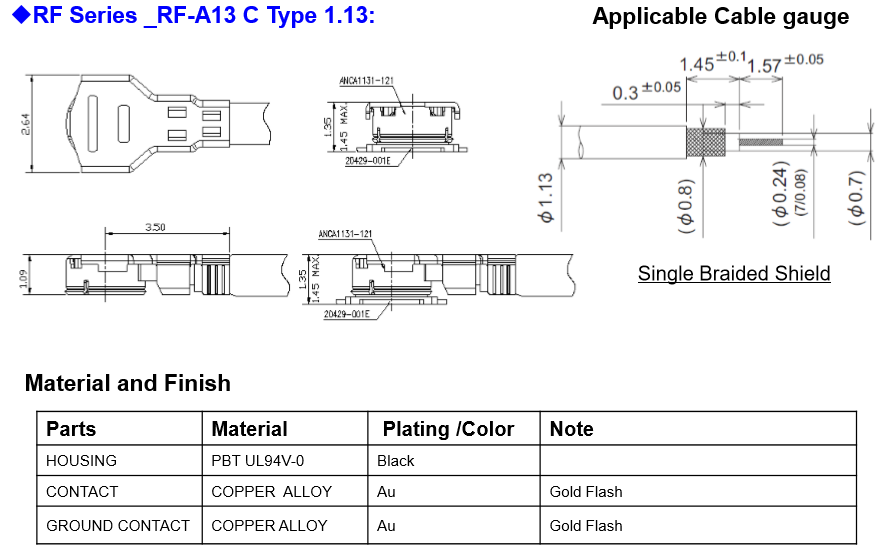 ◆RF Series _RF-A13 C Type 1.13:
Applicable Cable gauge
2.64
ANCA1131-121
1.35
1.45 MAX.
20429-001E
1.45±0.1
1.57±0.05
0.3±0.05
ϕ1.13
(ϕ0.8)
(ϕ0.24)
(7/0.08)
(ϕ0.7)
Single Braided Shield
3.50
1.09
ANCA1131-121
1.35
1.45 MAX.
20429-001E
Material and Finish
Parts Material Plating /Color Note
HOUSING PBT UL94V-0 Black
CONTACT COPPER ALLOY Au Gold Flash
GROUND CONTACT COPPER ALLOY Au Gold Flash